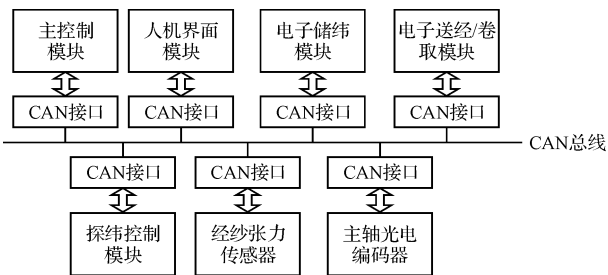 主控制
模块
人机界面
模块
电子储纬
模块
电子送经/卷
取模块
CAN接口
CAN接口
CAN接口
CAN接口
CAN总线
CAN接口
CAN接口
CAN接口
探纬控制
模块
经纱张力
传感器
主轴光电
编码器